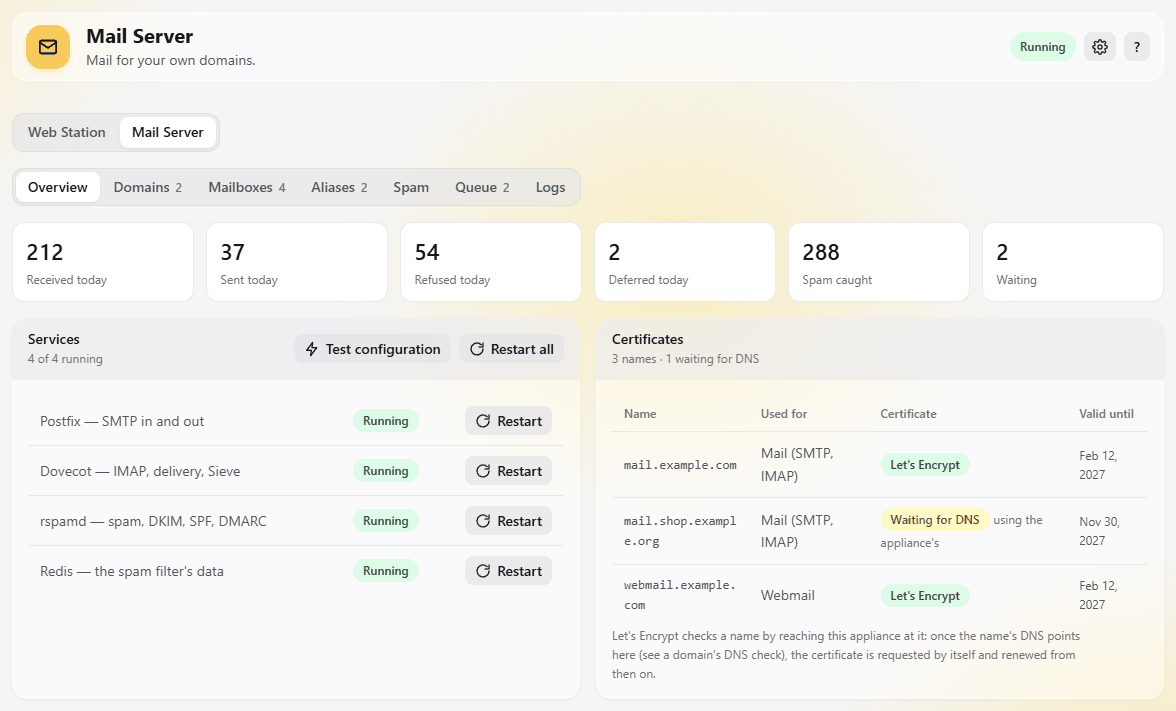 Mail Server
Mail for your own domains.
Running
?
Web Station
Mail Server
Overview
Domains 2
Mailboxes 4
Aliases 2
Spam
Queue 2
Logs
212
Received today
37
Sent today
54
Refused today
2
Deferred today
288
Spam caught
2
Waiting
Services
4 of 4 running
Test configuration
Restart all
Postfix — SMTP in and out
Running
Restart
Dovecot — IMAP, delivery, Sieve
Running
Restart
rspamd — spam, DKIM, SPF, DMARC
Running
Restart
Redis — the spam filter's data
Running
Restart
Certificates
3 names · 1 waiting for DNS
Name
Used for
Certificate
Valid until
mail.example.com
Mail (SMTP,
IMAP)
Let's Encrypt
Feb 12,
2027
mail.shop.exampl
e.org
Mail (SMTP,
IMAP)
Waiting for DNS using the
appliance's
Nov 30,
2027
webmail.example.
com
Webmail
Let's Encrypt
Feb 12,
2027
Let's Encrypt checks a name by reaching this appliance at it: once the name's DNS points
here (see a domain's DNS check), the certificate is requested by itself and renewed from
then on.